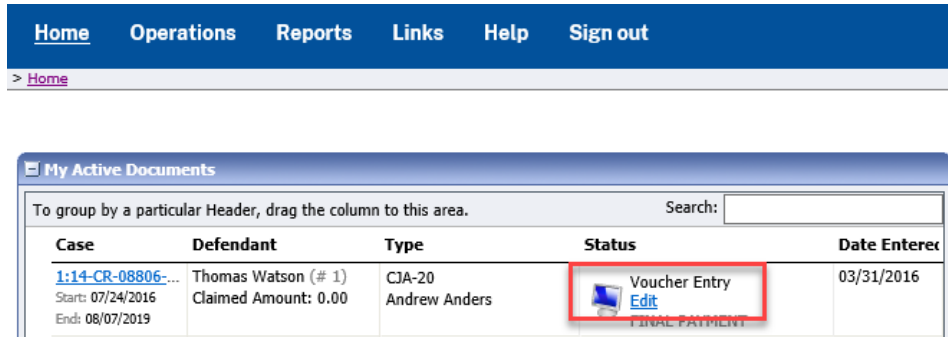 Home Operations Reports Links Help Sign out
> Home
My Active Documents
To group by a particular Header, drag the column to this area. Search:
Case Defendant Type Status Date Entered
1:14-CR-08806-... Thomas Watson (# 1) CJA-20 Voucher Entry 03/31/2016
Start: 07/24/2016 Claimed Amount: 0.00 Andrew Anders Edit
End: 08/07/2019 FINAL PAYMENT